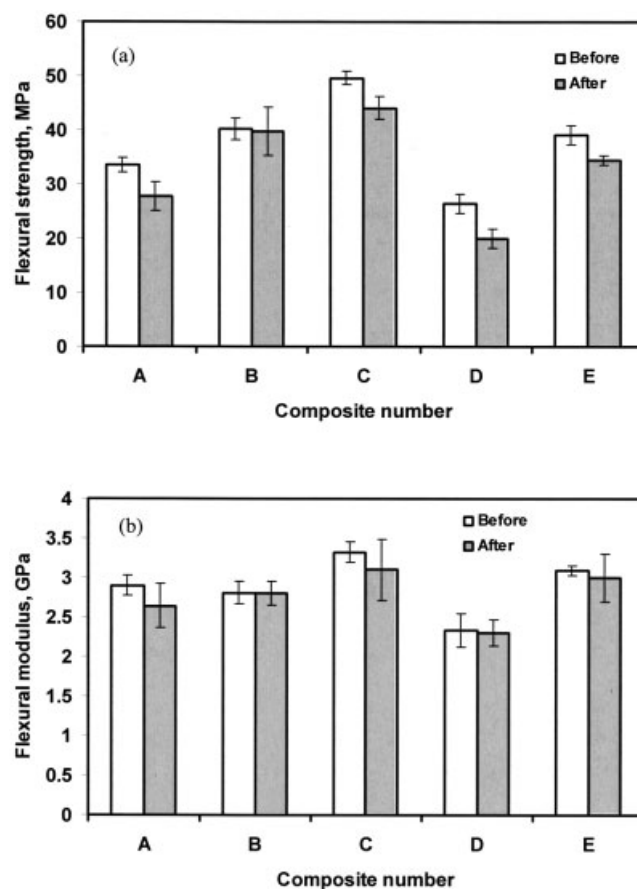 (a)
Before
After
Flexural strength, MPa
60
50
40
30
20
10
0
A B C D E
Composite number
(b)
Before
After
Flexural modulus, GPa
4
3.5
3
2.5
2
1.5
1
0.5
0
A B C D E
Composite number